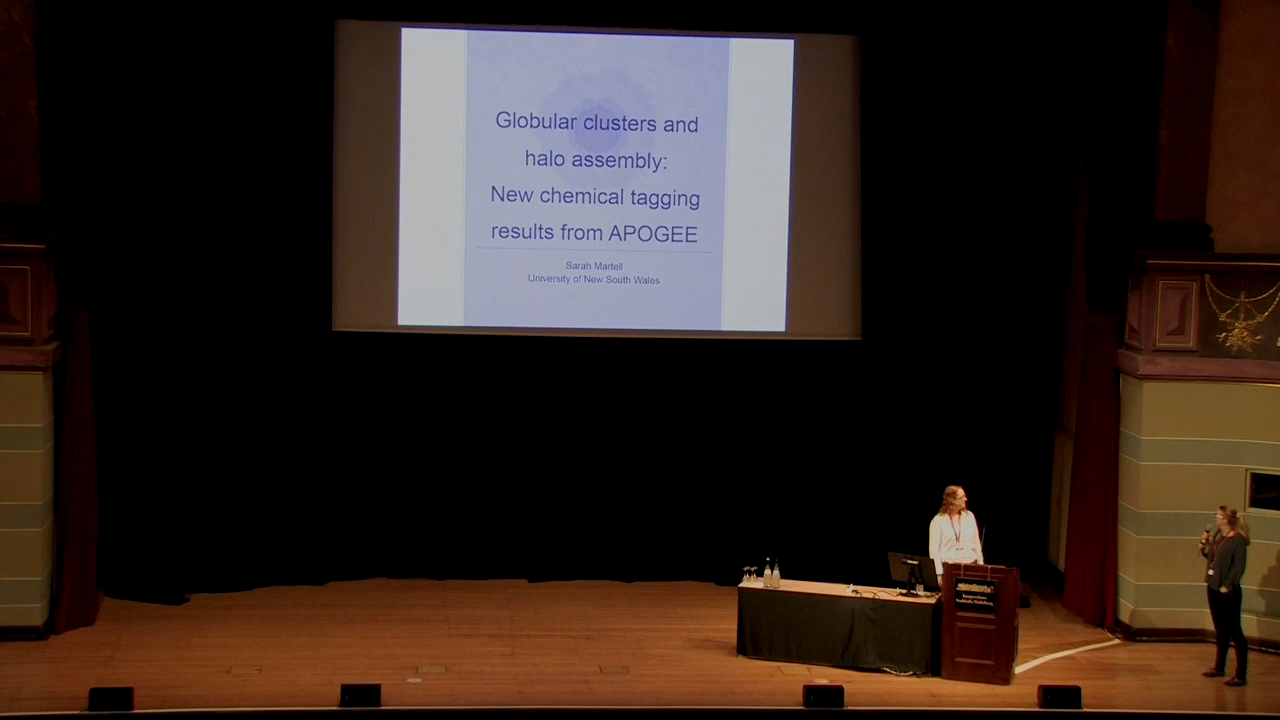 Globular clusters and
halo assembly:
New chemical tagging
results from APOGEE
Sarah Martell
University of New South Wales